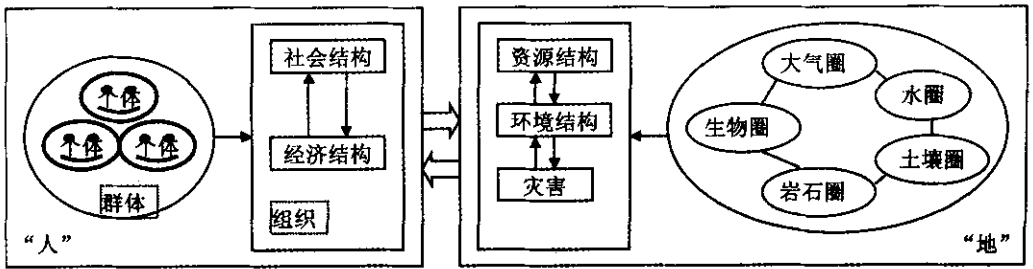 个体
个体
个体
群体
社会结构
经济结构
组织
“人”
资源结构
环境结构
灾害
大气圈
水圈
生物圈
土壤圈
岩石圈
“地”